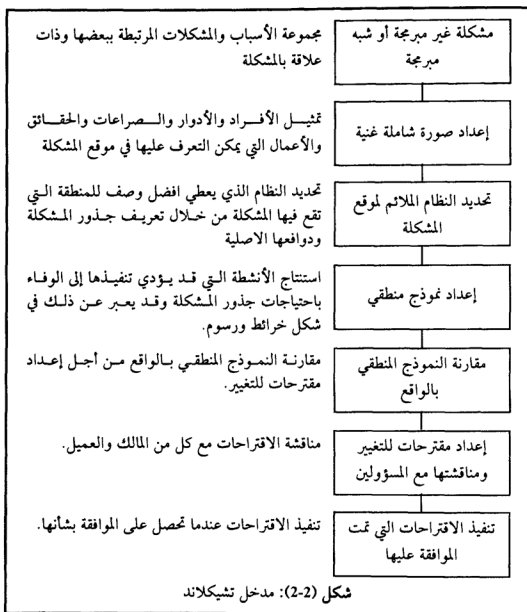 مشكلة غير مبرمجة أو شبه
مبرمجة
مجموعة الأسباب والمشكلات المرتبطة ببعضها وذات
علاقة بالمشكلة
إعداد صورة شاملة غنية
تمثيل الأفراد والأدوار والصراعات والحقائق
والأعمال التي يمكن التعرف عليها في موقع المشكلة
تحديد النظام الملائم لموقع
المشكلة
تحديد النظام الذي يعطي افضل وصف للمنطقة التي
تقع فيها المشكلة من خلال تعريف جذور المشكلة
ودوافعها الاصلية
إعداد نموذج منطقي
استنتاج الأنشطة التي قد يؤدي تنفيذها إلى الوفاء
باحتياجات جذور المشكلة وقد يعبر عن ذلك في
شكل خرائط ورسوم.
مقارنة النموذج المنطقي
بالواقع
مقارنة النموذج المنطقي بالواقع من أجل إعداد
مقترحات للتغيير.
إعداد مقترحات للتغيير
ومناقشتها مع المسؤولين
مناقشة الاقتراحات مع كل من المالك والعميل.
تنفيذ الاقتراحات التي تمت
الموافقة عليها
تنفيذ الاقتراحات عندما تحصل على الموافقة بشأنها.
شكل (2-2): مدخل تشيكلاند